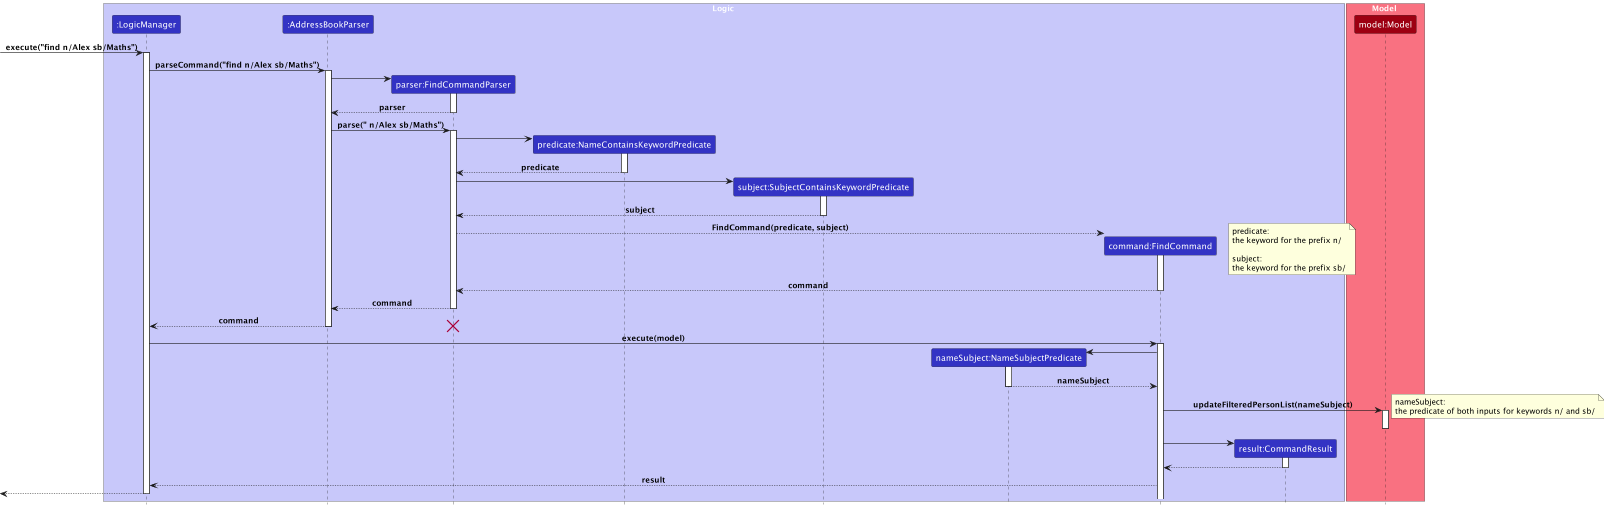 Logic
Model
:LogicManager
:AddressBookParser
model:Model
execute("find n/Alex sb/Maths")
parseCommand("find n/Alex sb/Maths")
parser:FindCommandParser
parser
parse(" n/Alex sb/Maths")
predicate:NameContainsKeywordPredicate
predicate
subject:SubjectContainsKeywordPredicate
subject
FindCommand(predicate, subject)
predicate:
the keyword for the prefix n/
subject:
the keyword for the prefix sb/
command:FindCommand
command
command
command
execute(model)
nameSubject:NameSubjectPredicate
nameSubject
updateFilteredPersonList(nameSubject)
nameSubject:
the predicate of both inputs for keywords n/ and sb/
result:CommandResult
result